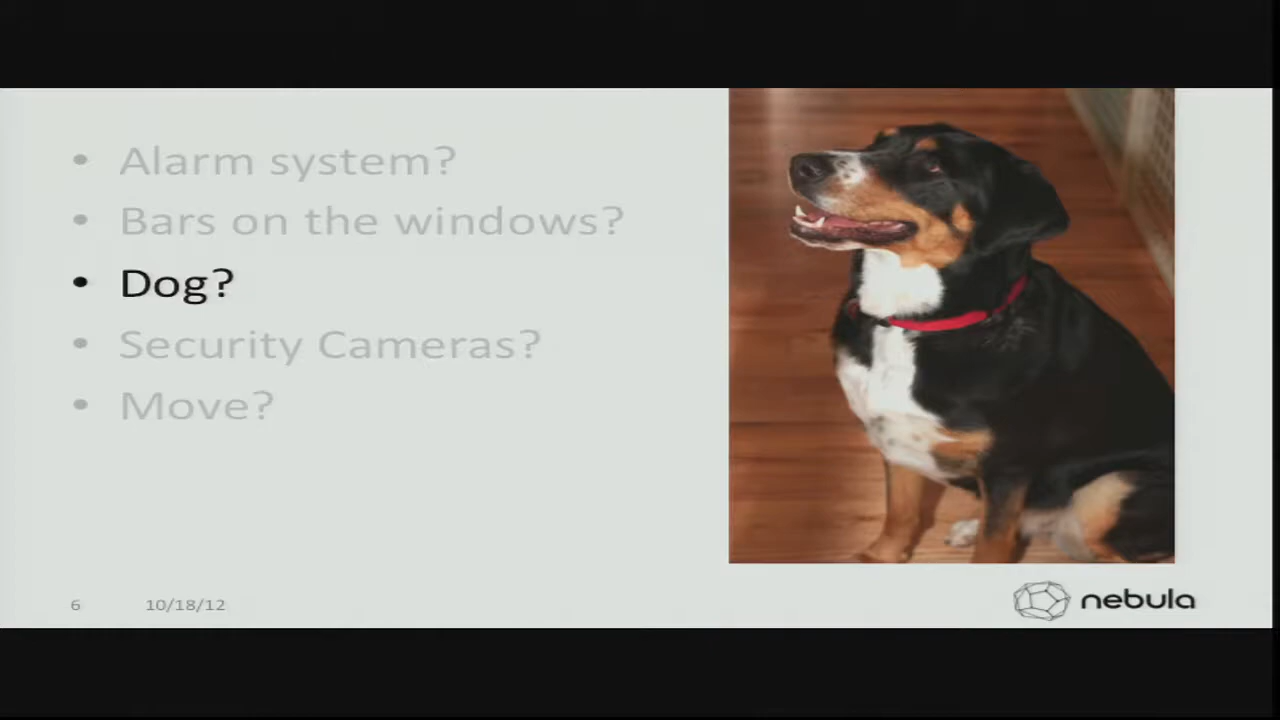 • Alarm system?
• Bars on the windows?
• Dog?
• Security Cameras?
• Move?
6 10/18/12
nebula